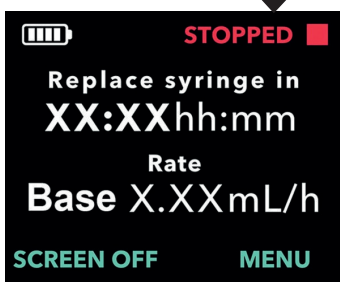 STOPPED
Replace syringe in
XX:XXhh:mm
Rate
Base X.XXmL/h
SCREEN OFF MENU